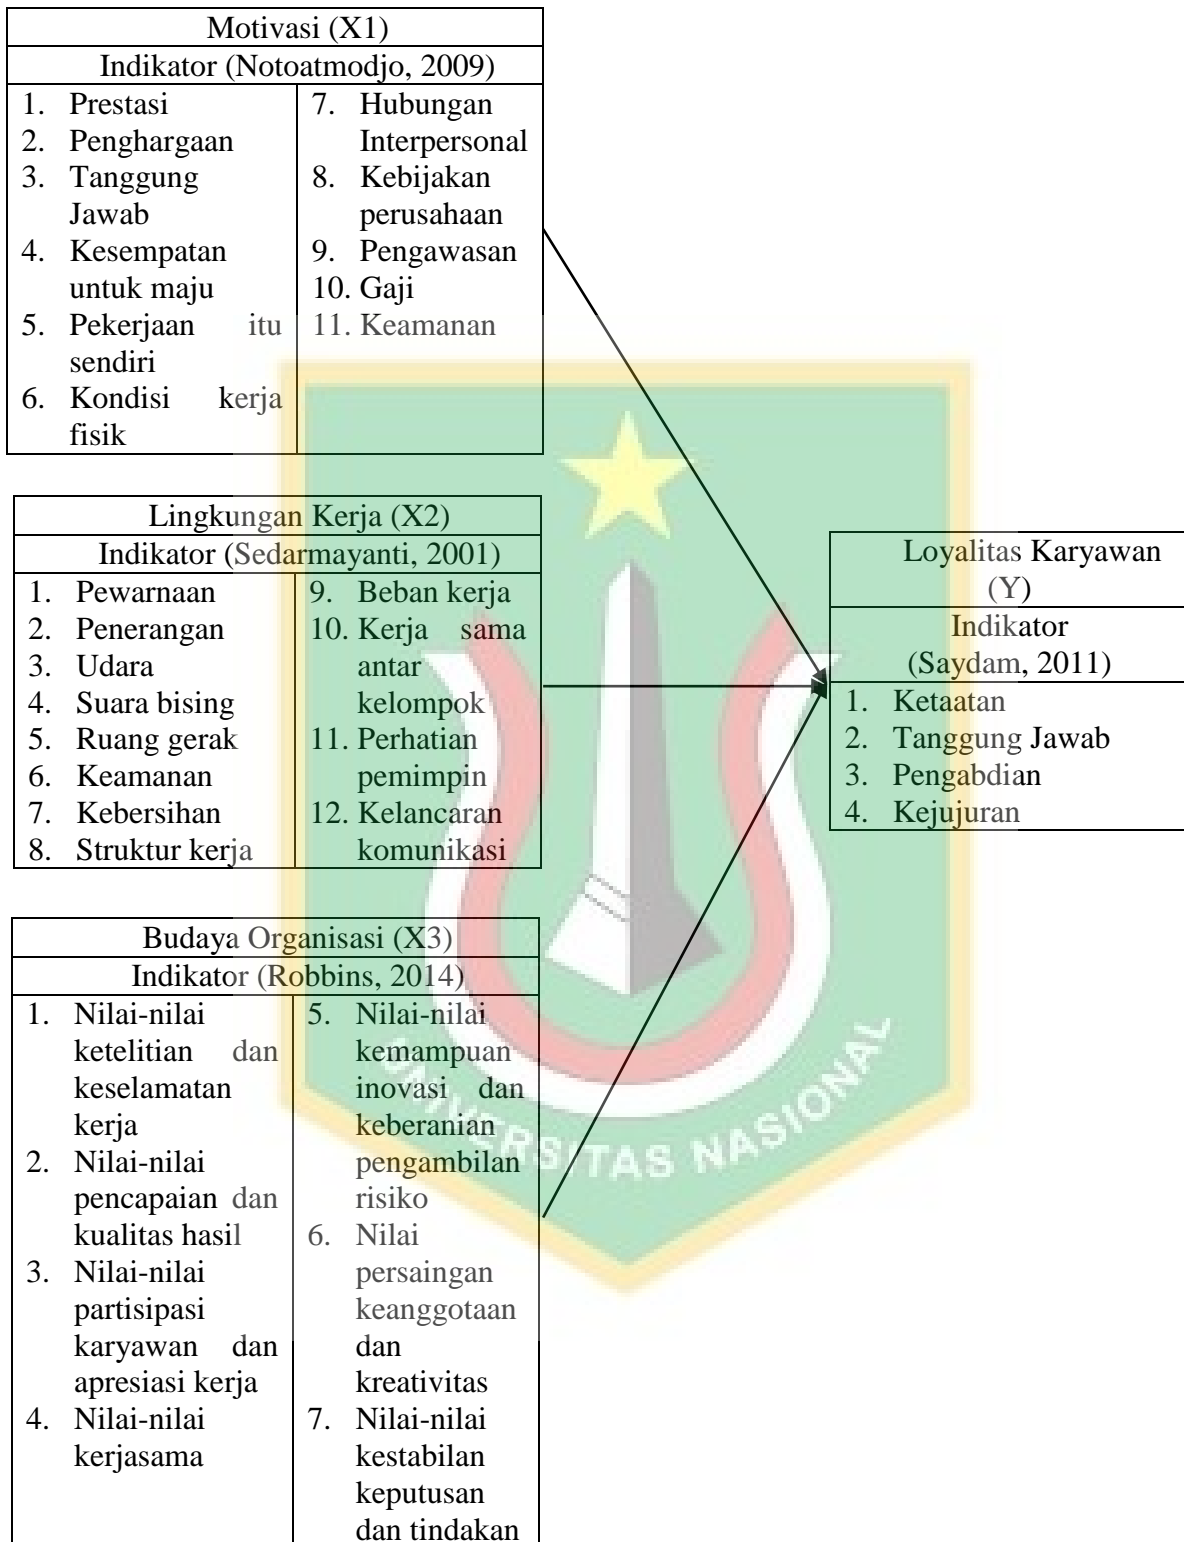 Motivasi (X1)
Indikator (Notoatmodjo, 2009)
1. Prestasi
2. Penghargaan
3. Tanggung
Jawab
4. Kesempatan
untuk maju
5. Pekerjaan itu
sendiri
6. Kondisi kerja
fisik
7. Hubungan
Interpersonal
8. Kebijakan
perusahaan
9. Pengawasan
10. Gaji
11. Keamanan
Lingkungan Kerja (X2)
Indikator (Sedarmayanti, 2001)
1. Pewarnaan
2. Penerangan
3. Udara
4. Suara bising
5. Ruang gerak
6. Keamanan
7. Kebersihan
8. Struktur kerja
9. Beban kerja
10. Kerja sama
antar
kelompok
11. Perhatian
pemimpin
12. Kelancaran
komunikasi
Loyalitas Karyawan
(Y)
Indikator
(Saydam, 2011)
1. Ketaatan
2. Tanggung Jawab
3. Pengabdian
4. Kejujuran
Budaya Organisasi (X3)
Indikator (Robbins, 2014)
1. Nilai-nilai
ketelitian dan
keselamatan
kerja
2. Nilai-nilai
pencapaian dan
kualitas hasil
3. Nilai-nilai
partisipasi
karyawan dan
apresiasi kerja
4. Nilai-nilai
kerjasama
5. Nilai-nilai
kemampuan
inovasi dan
keberanian
pengambilan
risiko
6. Nilai
persaingan
keanggotaan
dan
kreativitas
7. Nilai-nilai
kestabilan
keputusan
dan tindakan
UNIVERSITAS NASIONAL